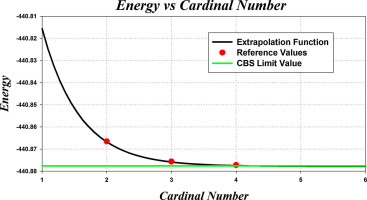 Energy vs Cardinal Number
-440.81
-440.82
-440.83
-440.84
-440.85
-440.86
-440.87
-440.88
Energy
Extrapolation Function
Reference Values
CBS Limit Value
1 2 3 4 5 6
Cardinal Number